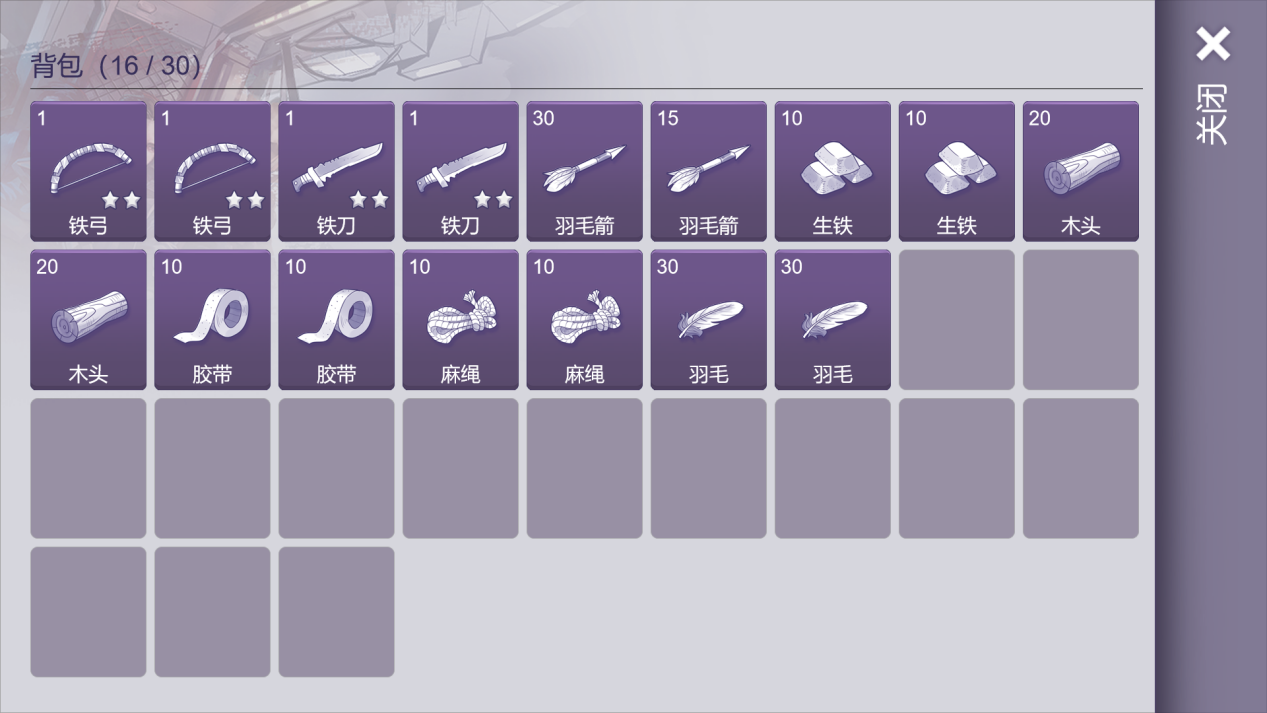 背包（16 / 30）
关闭
1 1 1 1 30 15 10 10 20
铁弓 铁弓 铁刀 铁刀 羽毛箭 羽毛箭 生铁 生铁 木头
20 10 10 10 10 30 30
木头 胶带 胶带 麻绳 麻绳 羽毛 羽毛